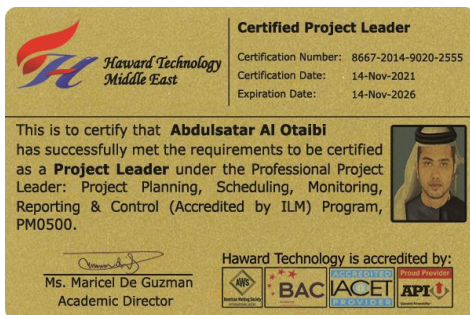 Haward Technology
Middle East
Certified Project Leader
Certification Number: 8667-2014-9020-2555
Certification Date: 14-Nov-2021
Expiration Date: 14-Nov-2026
This is to certify that Abdulsatar Al Otaibi
has successfully met the requirements to be certified
as a Project Leader under the Professional Project
Leader: Project Planning, Scheduling, Monitoring,
Reporting & Control (Accredited by ILM) Program,
PM0500.
Ms. Maricel De Guzman
Academic Director
Haward Technology is accredited by:
AWS
American Welding Society
BAC
ACCREDITED
IACET
PROVIDER
Proud Provider
API